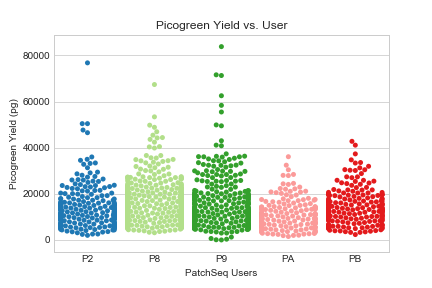 Picogreen Yield vs. User
80000
60000
40000
20000
0
Picogreen Yield (pg)
P2 P8 P9 PA PB
PatchSeq Users